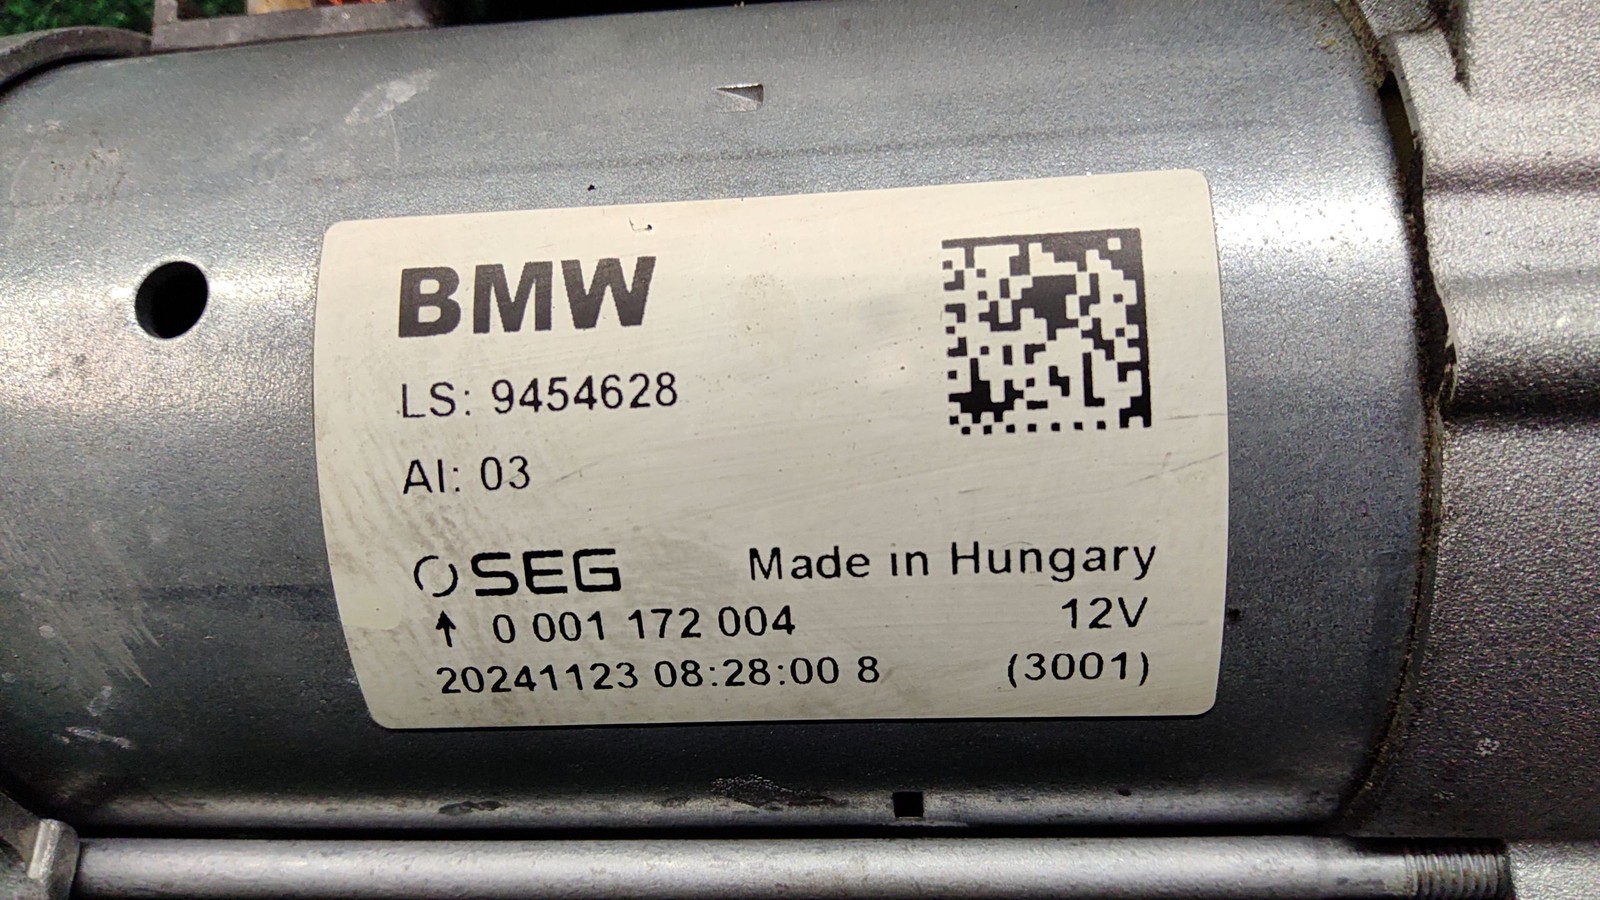 BMW
LS: 9454628
AI: 03
SEG Made in Hungary
↑ 0 001 172 004 12V
20241123 08:28:00 8 (3001)